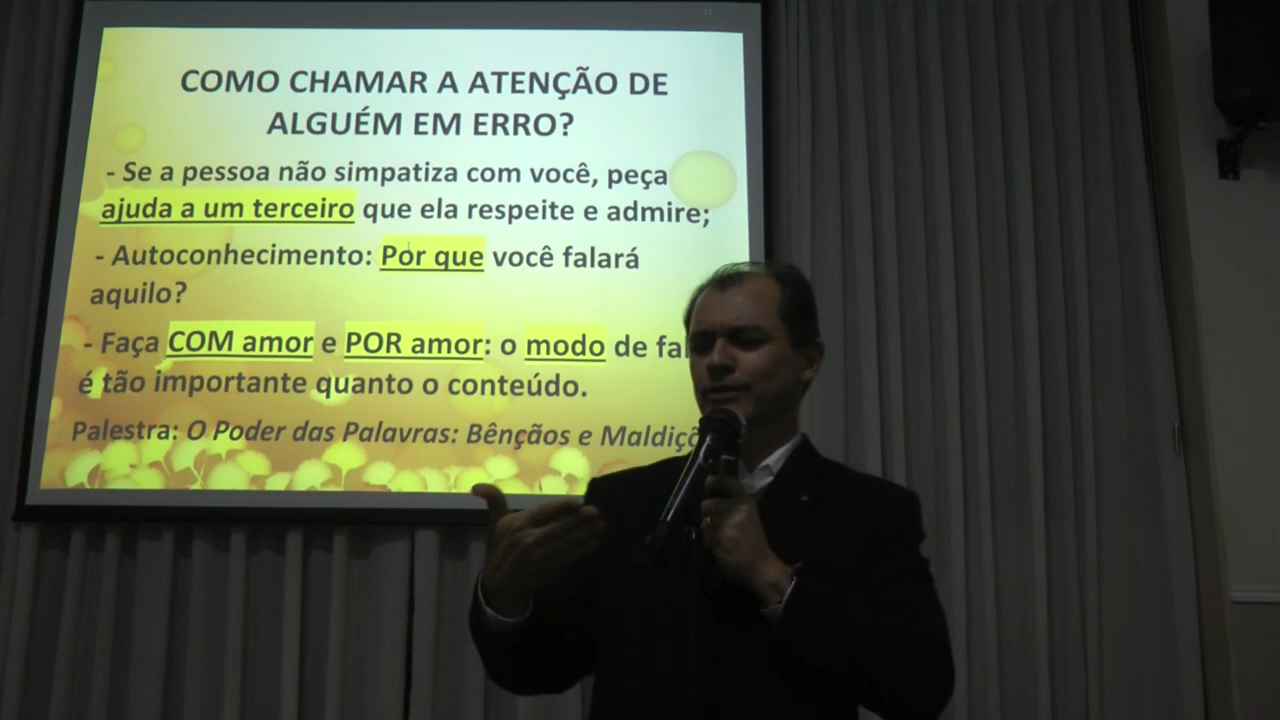 COMO CHAMAR A ATENÇÃO DE
ALGUÉM EM ERRO?
- Se a pessoa não simpatiza com você, peça
ajuda a um terceiro que ela respeite e admire;
- Autoconhecimento: Por que você falará
aquilo?
- Faça COM amor e POR amor: o modo de fal
é tão importante quanto o conteúdo.
Palestra: O Poder das Palavras: Bênçãos e Maldiçõ